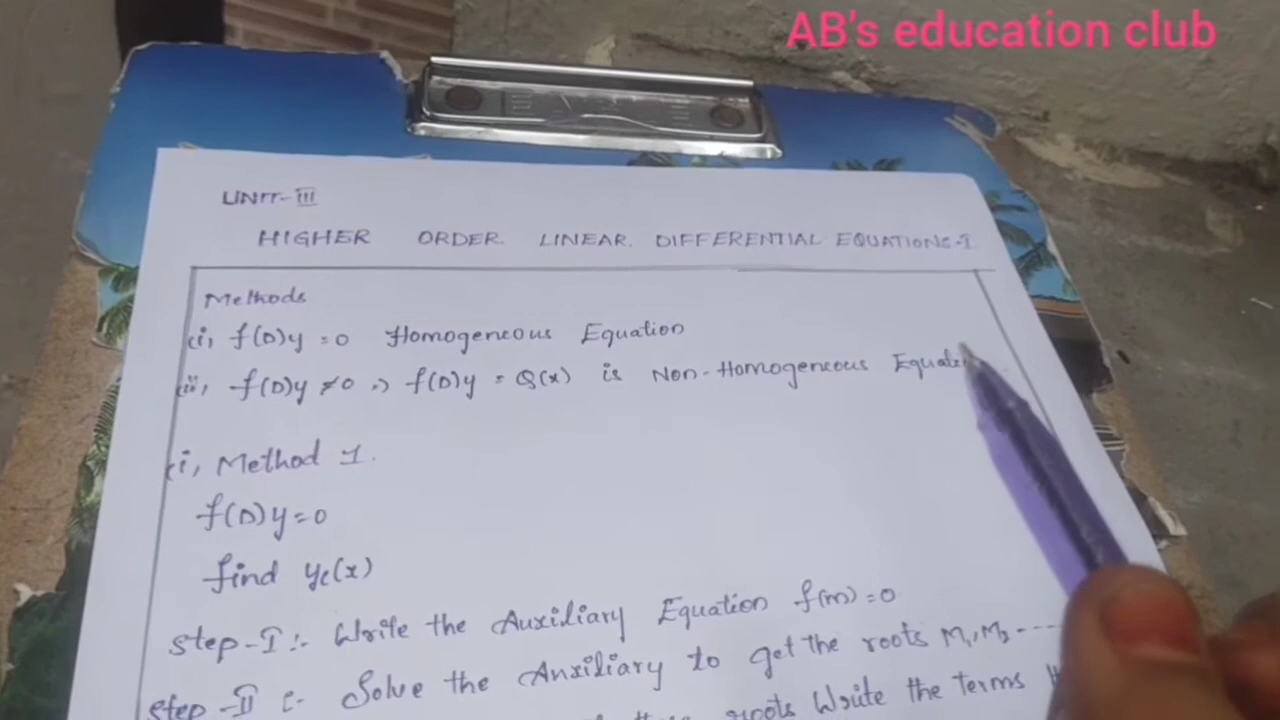 AB's education club
UNIT-III
HIGHER ORDER. LINEAR. DIFFERENTIAL EQUATIONS-I
Methods
(i), f(D)y = 0 Homogeneous Equation
(ii), f(D)y ≠ 0 => f(D)y = Q(x) is Non-Homogeneous
(i, Method 1.
f(D)y=0
find yc(x)
Step-I :- Write the Auxiliary Equation f(m)=0
Step-II :- Solve the Auxiliary to get the roots M1, M2 ----
roots Write the terms